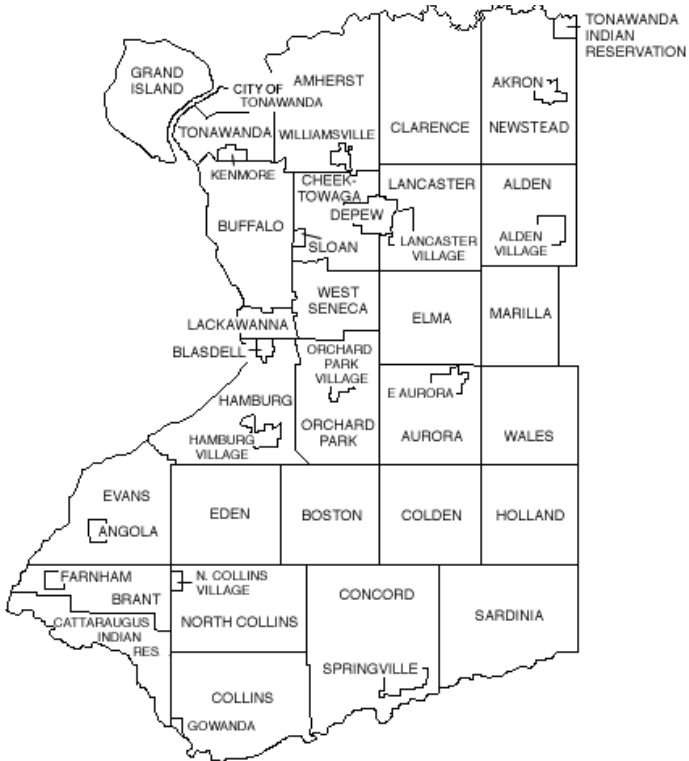 TONAWANDA
INDIAN
RESERVATION
GRAND
ISLAND
CITY OF
TONAWANDA
AMHERST
AKRON
TONAWANDA
WILLIAMSVILLE
CLARENCE
NEWSTEAD
KENMORE
CHEEK-
TOWAGA
LANCASTER
ALDEN
BUFFALO
DEPEW
SLOAN
LANCASTER
VILLAGE
ALDEN
VILLAGE
WEST
SENECA
LACKAWANNA
ELMA
MARILLA
BLASDELL
ORCHARD
PARK
VILLAGE
HAMBURG
E AURORA
HAMBURG
VILLAGE
ORCHARD
PARK
AURORA
WALES
EVANS
ANGOLA
EDEN
BOSTON
COLDEN
HOLLAND
FARNHAM
BRANT
N. COLLINS
VILLAGE
CONCORD
CATTARAUGUS
INDIAN
RES.
NORTH COLLINS
SARDINIA
SPRINGVILLE
COLLINS
GOWANDA